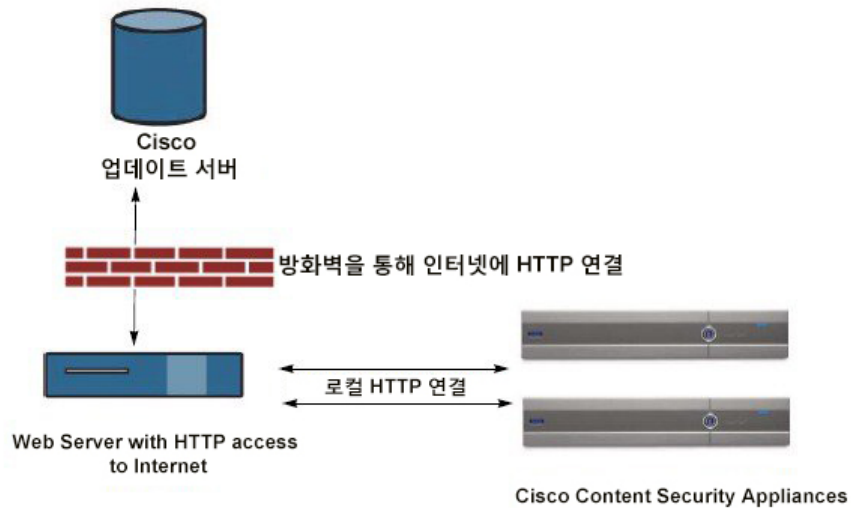 Cisco
업데이트 서버
방화벽을 통해 인터넷에 HTTP 연결
로컬 HTTP 연결
Web Server with HTTP access
to Internet
Cisco Content Security Appliances